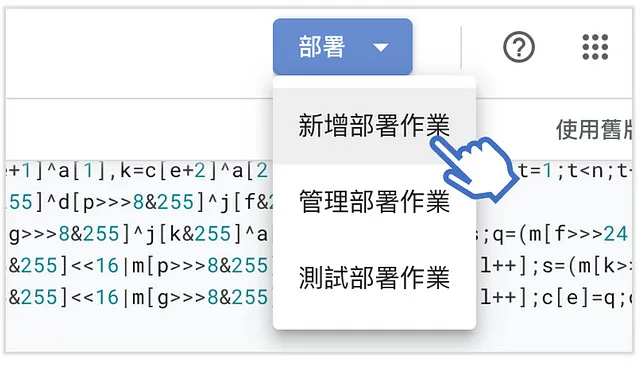 部署
新增部署作業
使用舊版
管理部署作業
測試部署作業
e+1]^a[1],k=c[e+2]^a[2
t=1;t<n;t
55]^d[p>>>8&255]^j[f&2
g>>>8&255]^j[k&255]^a
;q=(m[f>>>24
&255]<<16|m[p>>>8&255]
l++];s=(m[k>
&255]<<16|m[g>>>8&255]
l++];c[e]=q;